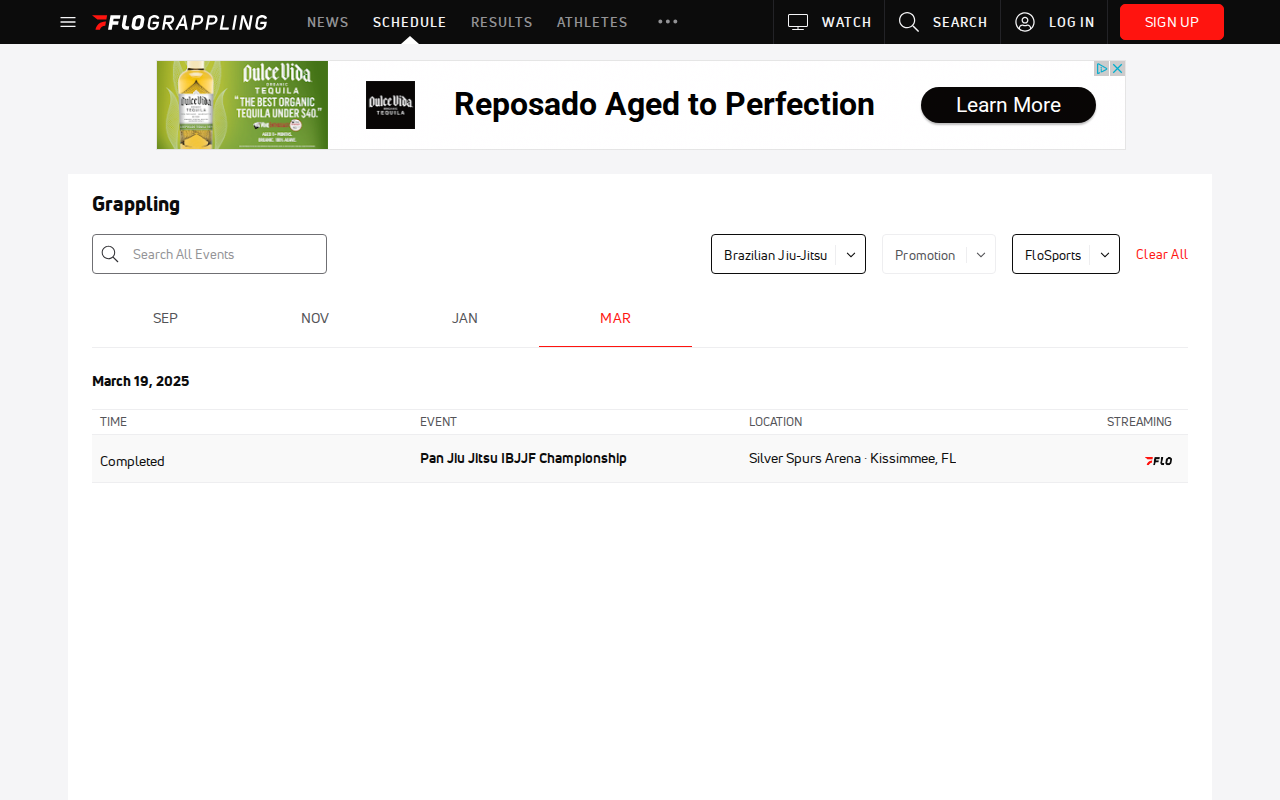 FLOGRAPPLING NEWS SCHEDULE RESULTS ATHLETES ••• WATCH SEARCH LOG IN SIGN UP
Dulce Vida
ORGANIC
TEQUILA
"THE BEST ORGANIC
TEQUILA UNDER $40."
Dulce Vida
TEQUILA
Reposado Aged to Perfection
Learn More
Grappling
Search All Events
Brazilian Jiu-Jitsu
Promotion
FloSports
Clear All
SEP NOV JAN MAR
March 19, 2025
TIME EVENT LOCATION STREAMING
Completed Pan Jiu Jitsu IBJJF Championship Silver Spurs Arena · Kissimmee, FL FLO